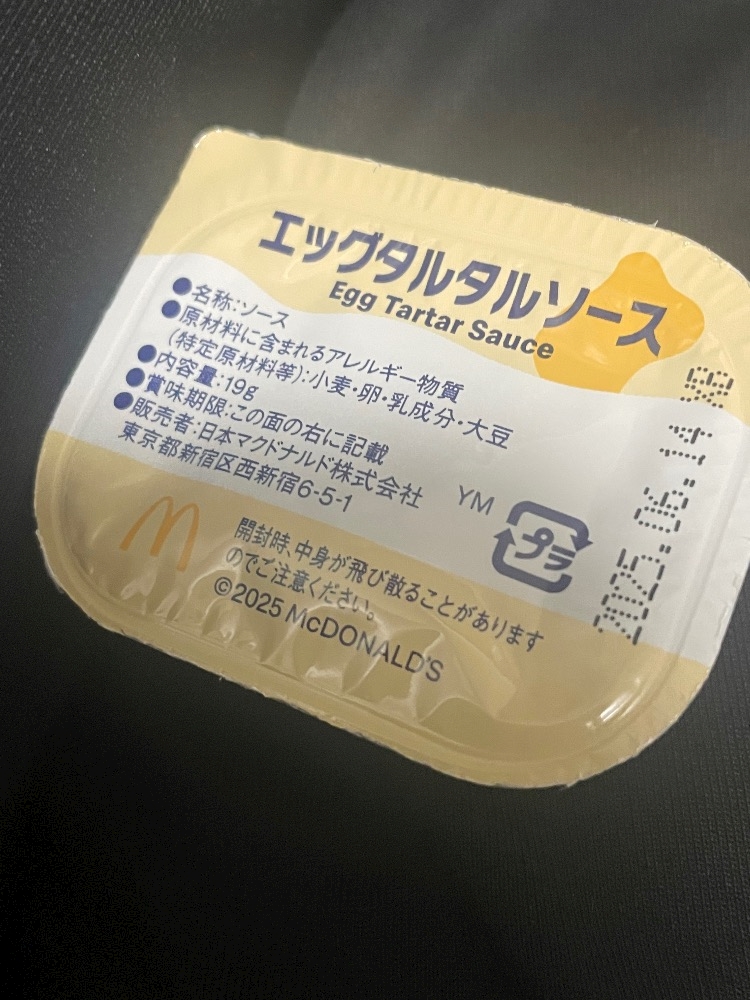 エッグタルタルソース
Egg Tartar Sauce
●名称:ソース
●原材料に含まれるアレルギー物質
(特定原材料等):小麦・卵・乳成分・大豆
●内容量:19g
●賞味期限:この面の右に記載
●販売者:日本マクドナルド株式会社
東京都新宿区西新宿6-5-1
YM
プラ
開封時、中身が飛び散ることがあります
のでご注意ください。
©2025 McDONALD'S
2025.06.14